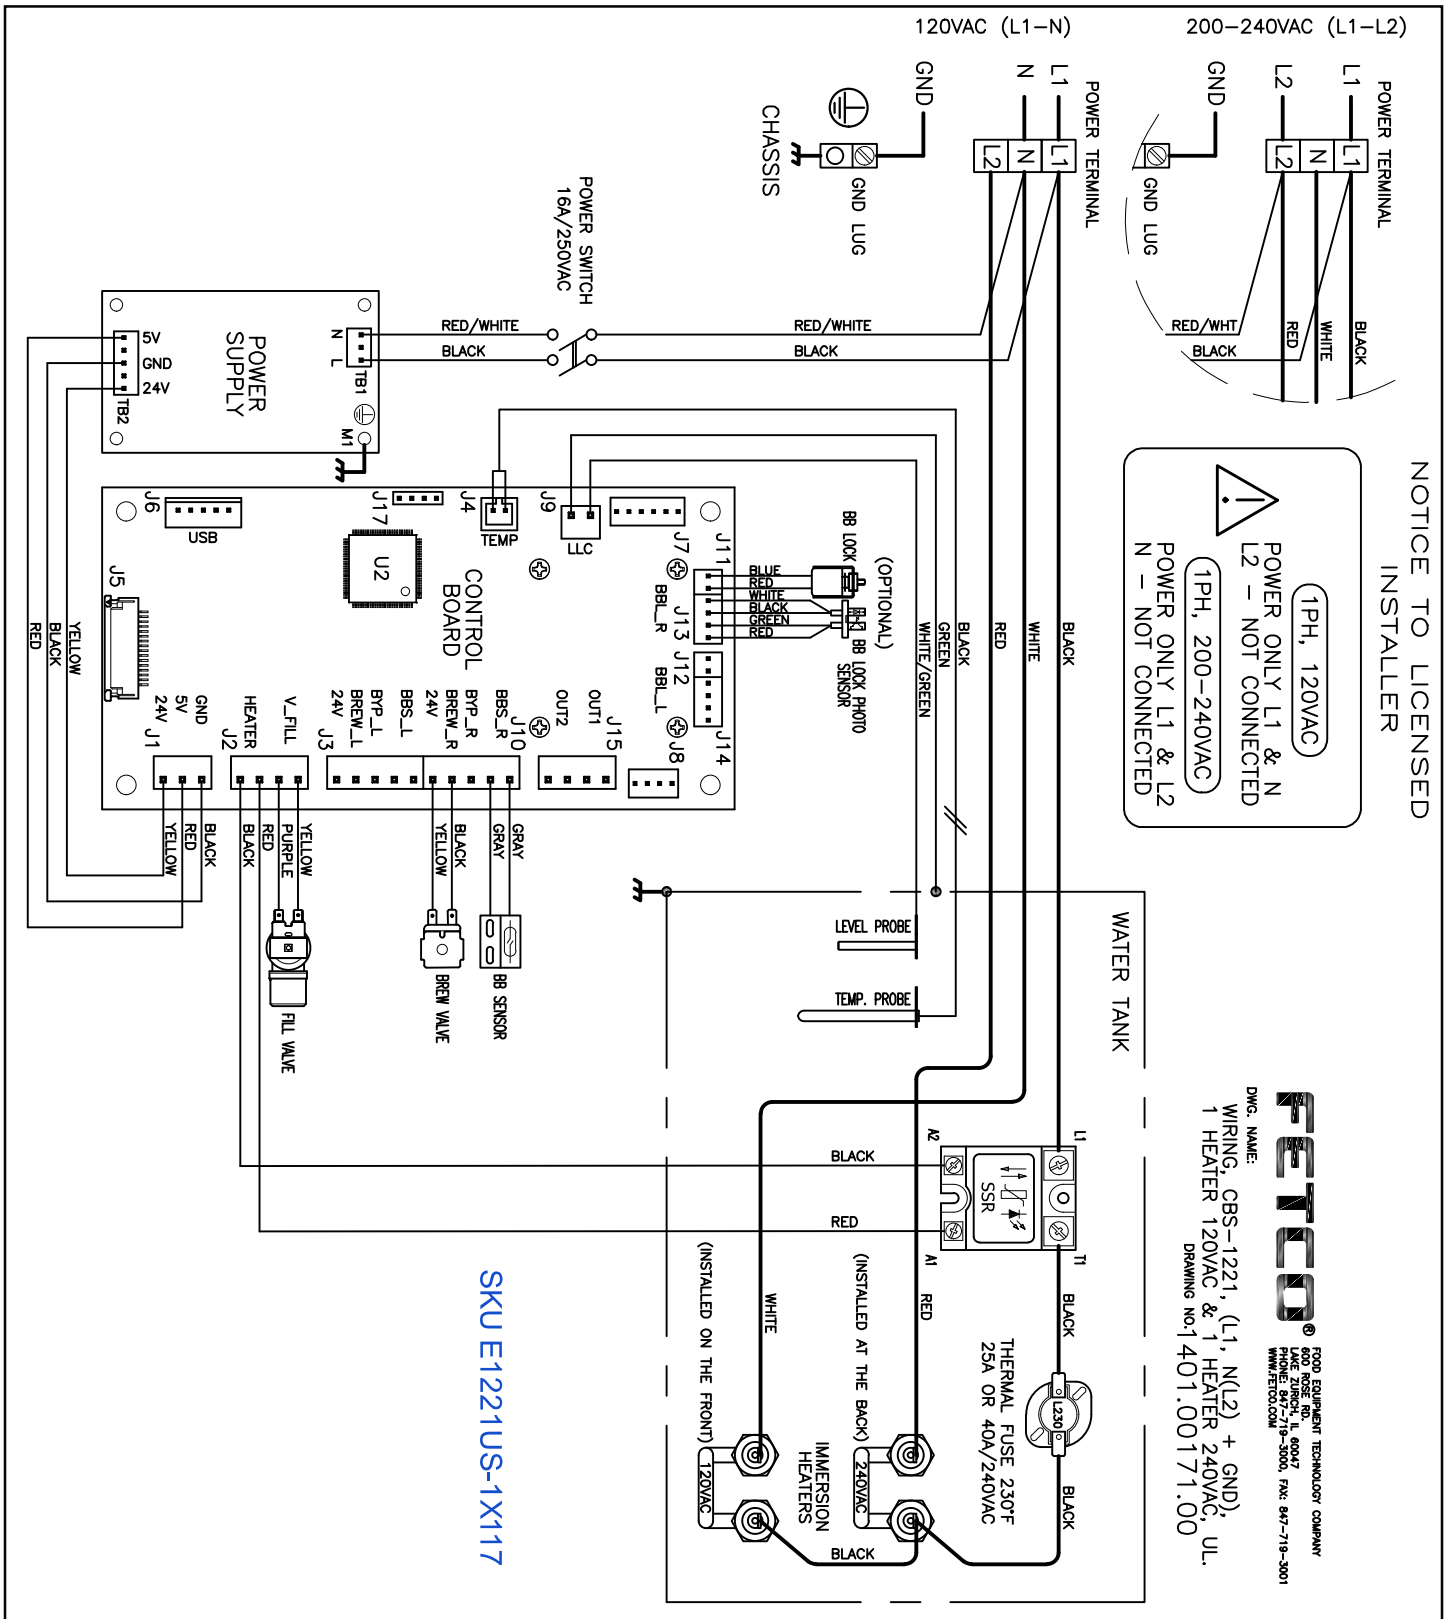 120VAC (L1-N)
200-240VAC (L1-L2)
GND
N
L1
POWER TERMINAL
L2
N
L1
CHASSIS
GND LUG
GND
L2
L1
POWER TERMINAL
L2
N
L1
GND LUG
RED/WHT
BLACK
RED
WHITE
BLACK
POWER SWITCH
16A/250VAC
RED/WHITE
BLACK
RED/WHITE
BLACK
N
L
TB1
M1
POWER
SUPPLY
5V
GND
24V
TB2
NOTICE TO LICENSED
INSTALLER
1PH, 120VAC
POWER ONLY L1 & N
L2 - NOT CONNECTED
1PH, 200-240VAC
POWER ONLY L1 & L2
N - NOT CONNECTED
!
J6
USB
J17
J4
TEMP
J9
LLC
J7
J11
U2
CONTROL
BOARD
J5
BBL_R
J13
J12
BBL_L
J14
J8
BLUE
RED
WHITE
BLACK
GREEN
RED
BB LOCK
(OPTIONAL)
BB LOCK PHOTO
SENSOR
WHITE/GREEN
GREEN
BLACK
RED
WHITE
BLACK
YELLOW
BLACK
RED
GND
5V
24V
J1
V_FILL
HEATER
J2
BBS_L
BYP_L
BREW_L
24V
J3
BBS_R
BYP_R
BREW_R
24V
J10
OUT1
OUT2
J15
BLACK
RED
YELLOW
YELLOW
PURPLE
RED
BLACK
BLACK
YELLOW
GRAY
GRAY
FILL VALVE
BREW VALVE
BB SENSOR
LEVEL PROBE
TEMP. PROBE
WATER TANK
A2
L1
SSR
A1
T1
BLACK
RED
WHITE
RED
BLACK
(INSTALLED ON THE FRONT)
(INSTALLED AT THE BACK)
THERMAL FUSE 230°F
25A OR 40A/240VAC
L230
BLACK
120VAC
240VAC
IMMERSION
HEATERS
BLACK
SKU E1221US-1X117
FETCO®
FOOD EQUIPMENT TECHNOLOGY COMPANY
600 ROSE RD.
LAKE ZURICH, IL 60047
PHONE: 847-719-3000, FAX: 847-719-3001
WWW.FETCO.COM
DWG. NAME:
WIRING, CBS-1221, (L1, N(L2) + GND),
1 HEATER 120VAC & 1 HEATER 240VAC, UL.
DRAWING NO. 1401.00171.00